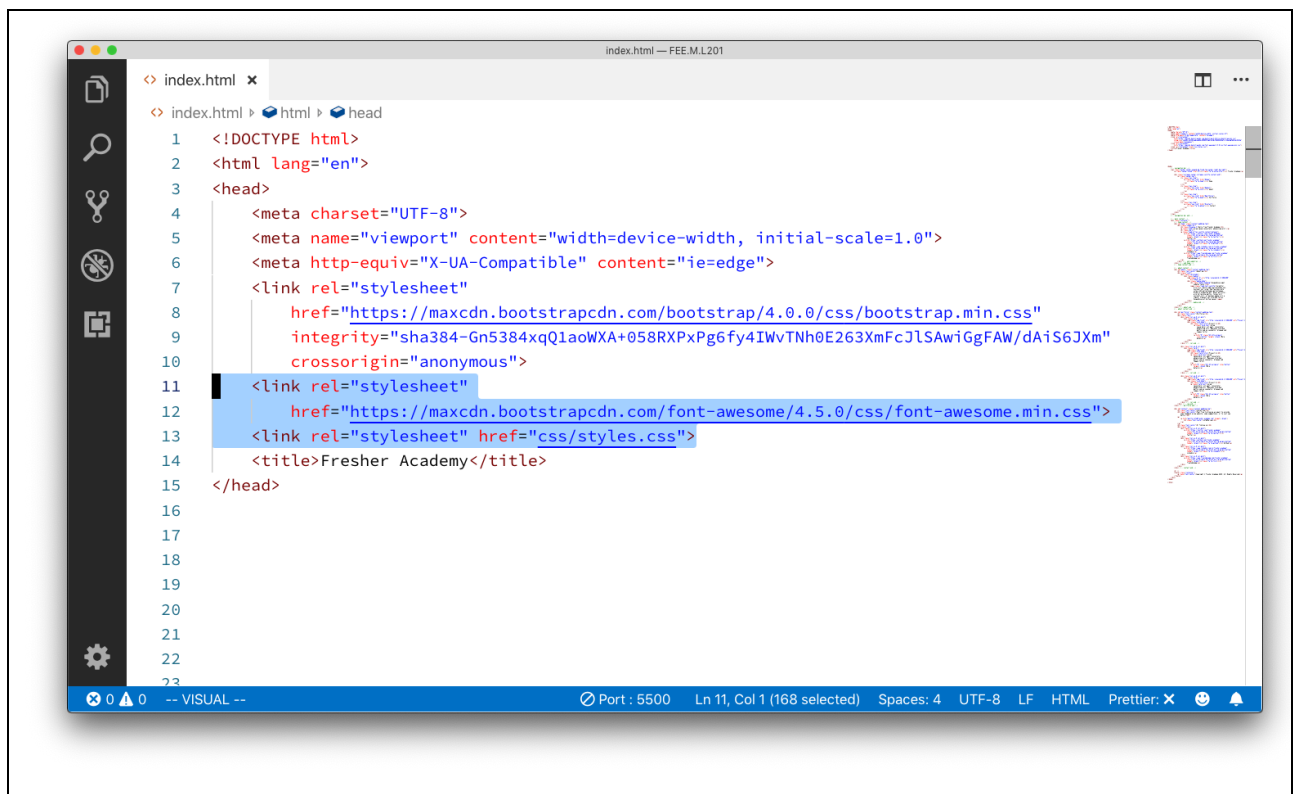 index.html — FEE.M.L201
<> index.html ×
<> index.html html head
1 <!DOCTYPE html>
2 <html lang="en">
3 <head>
4 <meta charset="UTF-8">
5 <meta name="viewport" content="width=device-width, initial-scale=1.0">
6 <meta http-equiv="X-UA-Compatible" content="ie=edge">
7 <link rel="stylesheet"
8 href="https://maxcdn.bootstrapcdn.com/bootstrap/4.0.0/css/bootstrap.min.css"
9 integrity="sha384-Gn5384xqQ1aoWXA+058RXPxPg6fy4IWvTNh0E263XmFcJlSAwiGgFAW/dAiS6JXm"
10 crossorigin="anonymous">
11 <link rel="stylesheet"
12 href="https://maxcdn.bootstrapcdn.com/font-awesome/4.5.0/css/font-awesome.min.css">
13 <link rel="stylesheet" href="css/styles.css">
14 <title>Fresher Academy</title>
15 </head>
16
17
18
19
20
21
22
23
0 0 -- VISUAL -- Port : 5500 Ln 11, Col 1 (168 selected) Spaces: 4 UTF-8 LF HTML Prettier: ×